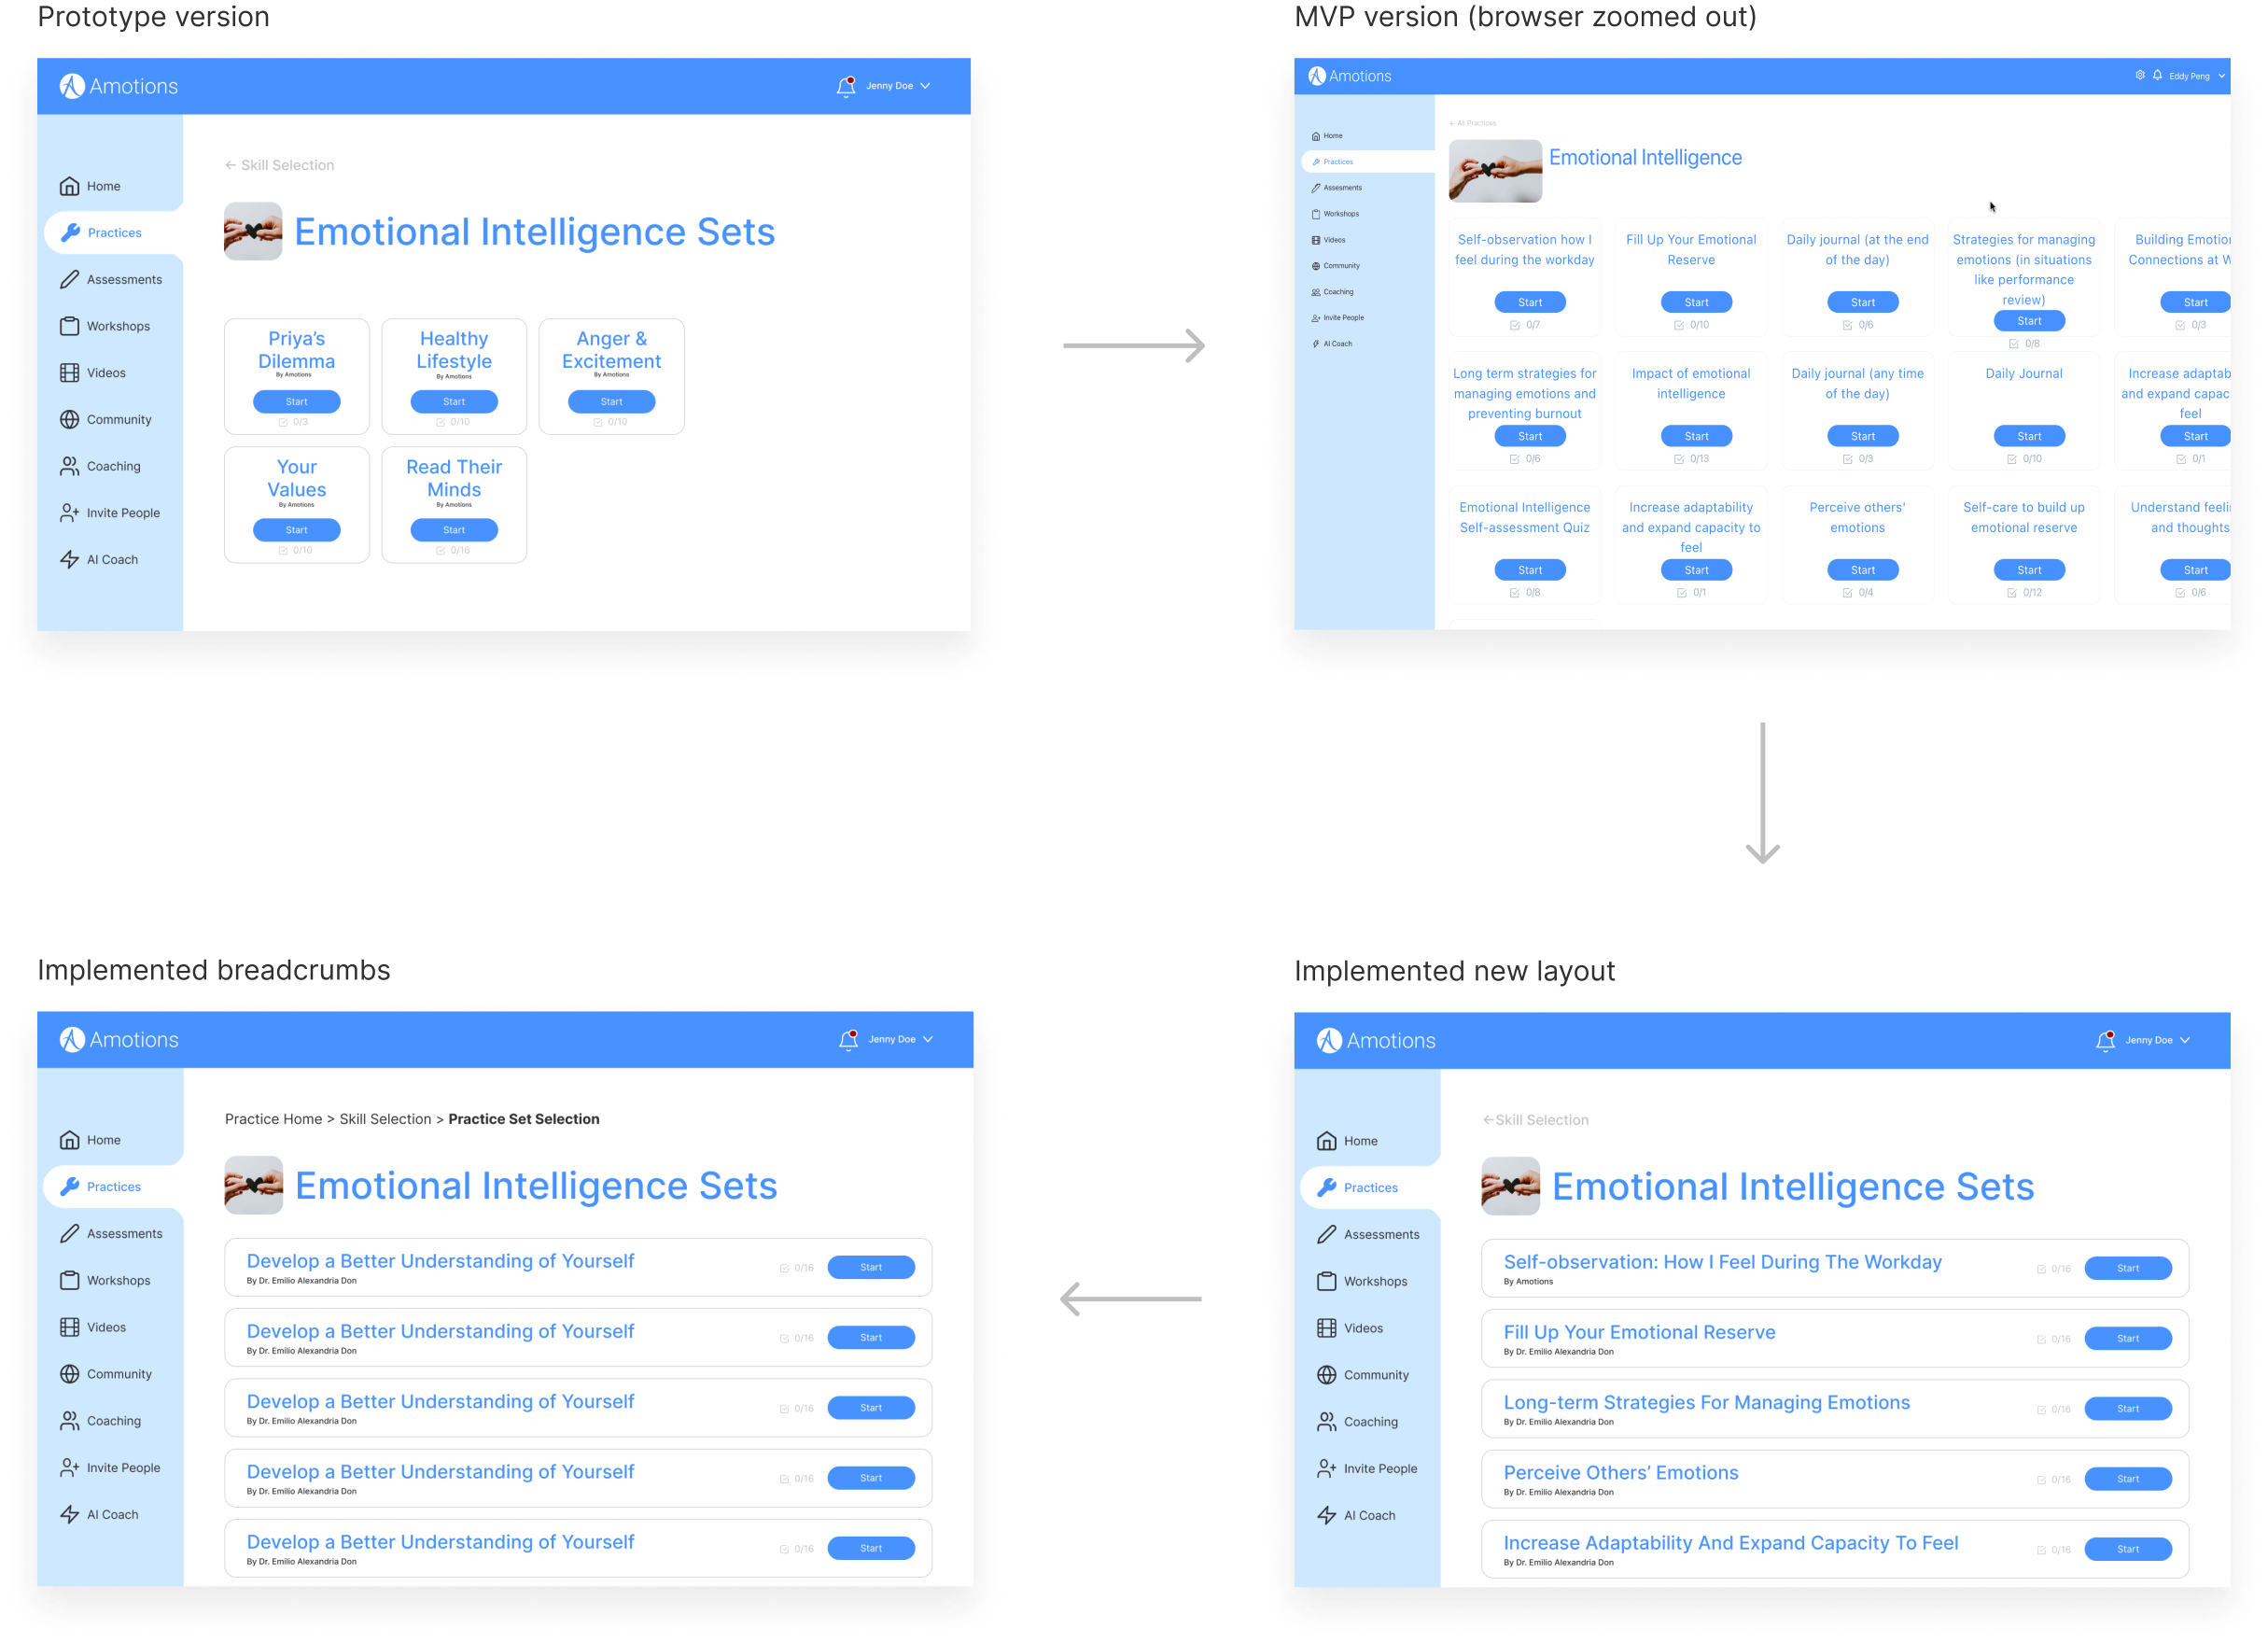 Prototype version
Amotions
Jenny Doe
Home
Practices
Assessments
Workshops
Videos
Community
Coaching
Invite People
AI Coach
← Skill Selection
Emotional Intelligence Sets
Priya’s
Dilemma
By Amotions
Start
0/3
Healthy
Lifestyle
By Amotions
Start
0/10
Anger &
Excitement
By Amotions
Start
0/10
Your
Values
By Amotions
Start
0/10
Read Their
Minds
By Amotions
Start
0/16
MVP version (browser zoomed out)
Amotions
Eddy Peng
Home
Practices
Assesments
Workshops
Videos
Community
Coaching
Invite People
AI Coach
← All Practices
Emotional Intelligence
Self-observation how I
feel during the workday
Start
0/7
Fill Up Your Emotional
Reserve
Start
0/10
Daily journal (at the end
of the day)
Start
0/6
Strategies for managing
emotions (in situations
like performance
review)
Start
0/8
Building Emotio
Connections at W
Start
0/3
Long term strategies for
managing emotions and
preventing burnout
Start
0/6
Impact of emotional
intelligence
Start
0/13
Daily journal (any time
of the day)
Start
0/3
Daily Journal
Start
0/10
Increase adaptab
and expand capac
feel
Start
0/1
Emotional Intelligence
Self-assessment Quiz
Start
0/8
Increase adaptability
and expand capacity to
feel
Start
0/1
Perceive others'
emotions
Start
0/4
Self-care to build up
emotional reserve
Start
0/12
Understand feeli
and thoughts
Start
0/6
Implemented breadcrumbs
Amotions
Jenny Doe
Home
Practices
Assessments
Workshops
Videos
Community
Coaching
Invite People
AI Coach
Practice Home > Skill Selection > Practice Set Selection
Emotional Intelligence Sets
Develop a Better Understanding of Yourself
By Dr. Emilio Alexandria Don
0/16
Start
Develop a Better Understanding of Yourself
By Dr. Emilio Alexandria Don
0/16
Start
Develop a Better Understanding of Yourself
By Dr. Emilio Alexandria Don
0/16
Start
Develop a Better Understanding of Yourself
By Dr. Emilio Alexandria Don
0/16
Start
Develop a Better Understanding of Yourself
By Dr. Emilio Alexandria Don
0/16
Start
Implemented new layout
Amotions
Jenny Doe
Home
Practices
Assessments
Workshops
Videos
Community
Coaching
Invite People
AI Coach
←Skill Selection
Emotional Intelligence Sets
Self-observation: How I Feel During The Workday
By Amotions
0/16
Start
Fill Up Your Emotional Reserve
By Dr. Emilio Alexandria Don
0/16
Start
Long-term Strategies For Managing Emotions
By Dr. Emilio Alexandria Don
0/16
Start
Perceive Others’ Emotions
By Dr. Emilio Alexandria Don
0/16
Start
Increase Adaptability And Expand Capacity To Feel
By Dr. Emilio Alexandria Don
0/16
Start